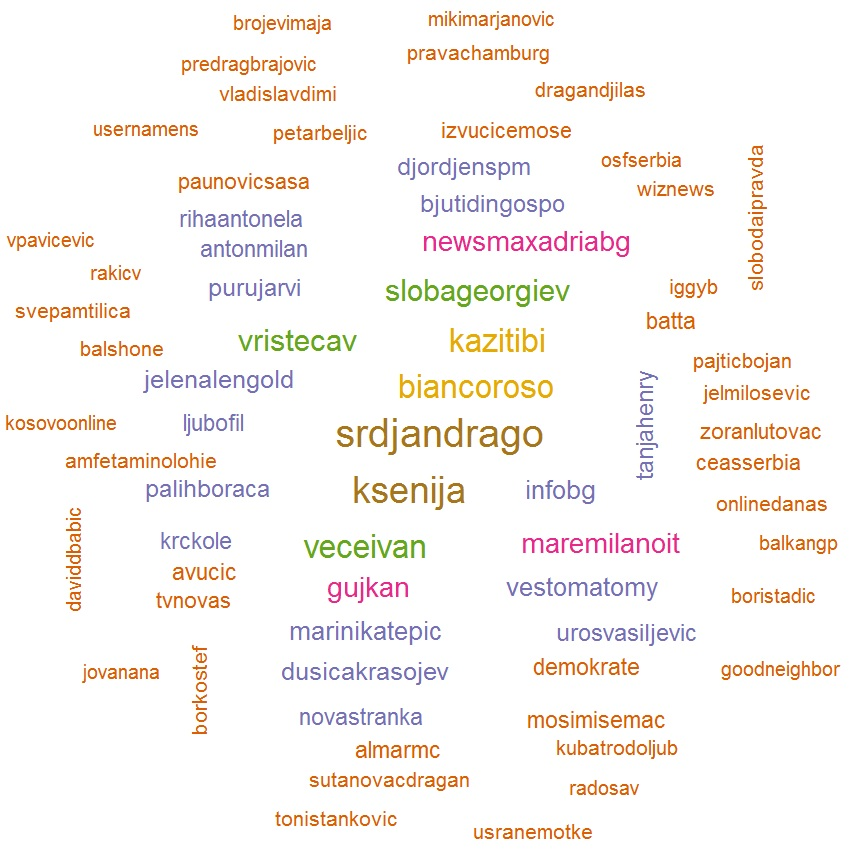 brojevimaja
mikimarjanovic
predragbrajovic
pravachamburg
vladislavdimi
dragandjilas
usernamens
petarbeljic
izvucicemose
djordjenspm
osfserbia
slobodaipravda
paunovicsasa
wiznews
rihaantonela
bjutidingospo
vpavicevic
antonmilan
newsmaxadriabg
rakicv
purujarvi
slobageorgiev
iggyb
svepamtilica
batta
balshone
vristecav
kazitibi
pajticbojan
jelenalengold
biancoroso
tanjahenry
jelmilosevic
kosovoonline
ljubofil
srdjandrago
zoranlutovac
amfetaminolohie
ceasserbia
palihboraca
ksenija
infobg
onlinedanas
daviddbabic
krckole
veceivan
maremilanoit
balkangp
avucic
tvnovas
gujkan
vestomatomy
boristadic
marinikatepic
urosvasiljevic
jovanana
borkostef
dusicakrasojev
demokrate
goodneighbor
novastranka
mosimisemac
almarmc
kubatrodoljub
sutanovacdragan
radosav
tonistankovic
usranemotke